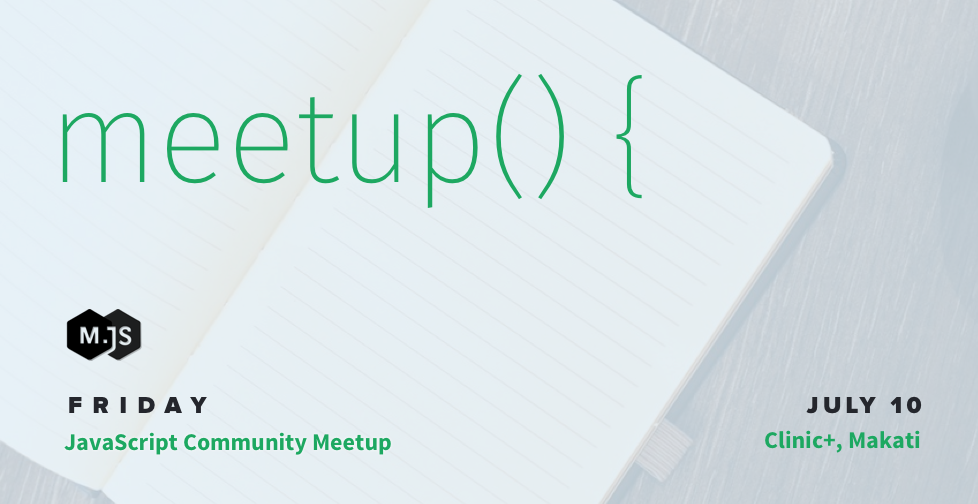 meetup() {
M.JS
FRIDAY
JavaScript Community Meetup
JULY 10
Clinic+, Makati